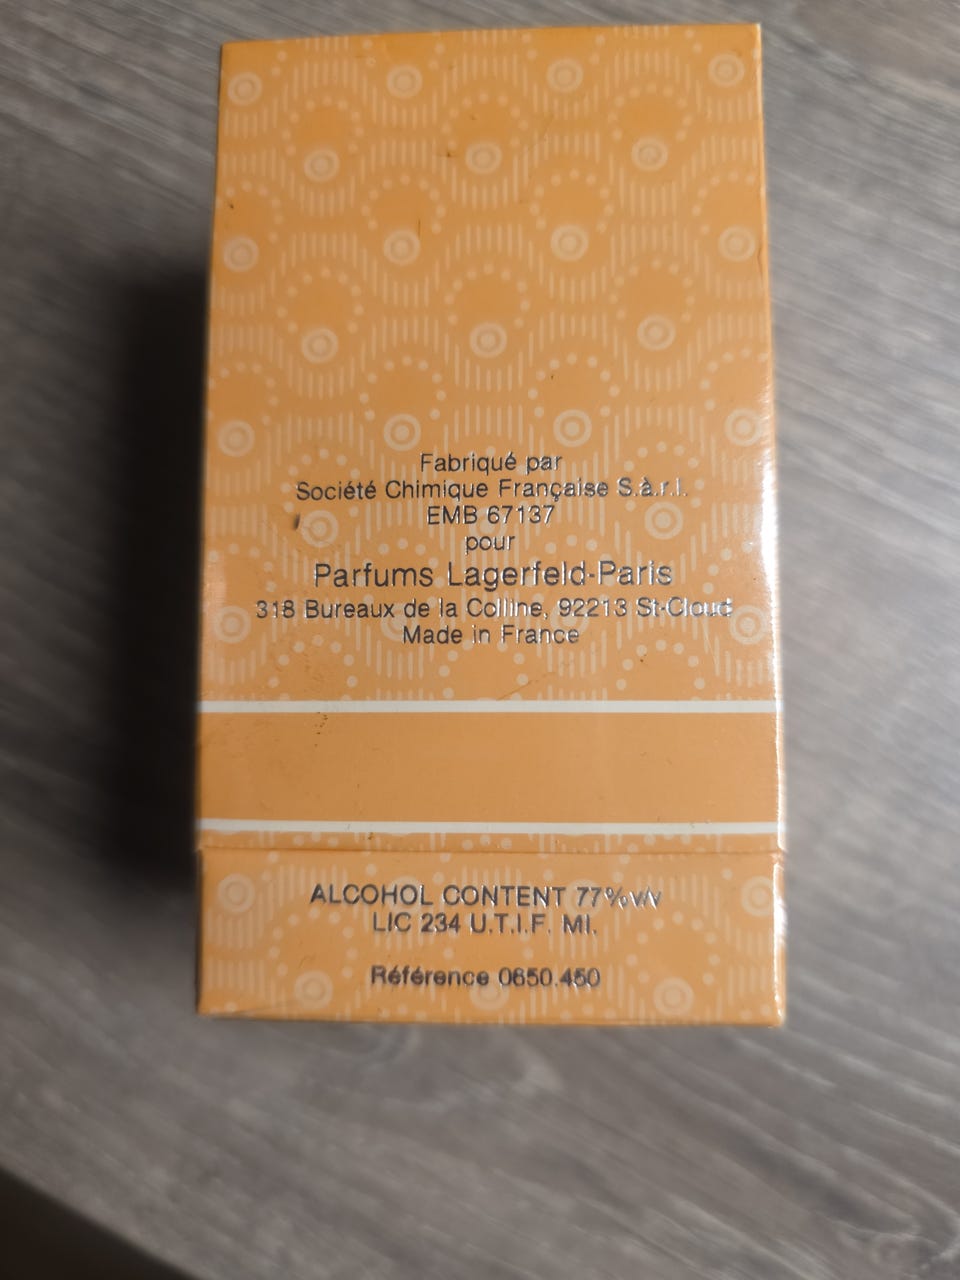 Fabriqué par
Société Chimique Française S.à.r.l.
EMB 67137
pour
Parfums Lagerfeld-Paris
318 Bureaux de la Colline, 92213 St-Cloud
Made in France
ALCOHOL CONTENT 77% v/v
LIC 234 U.T.I.F. MI.
Référence 0650.450